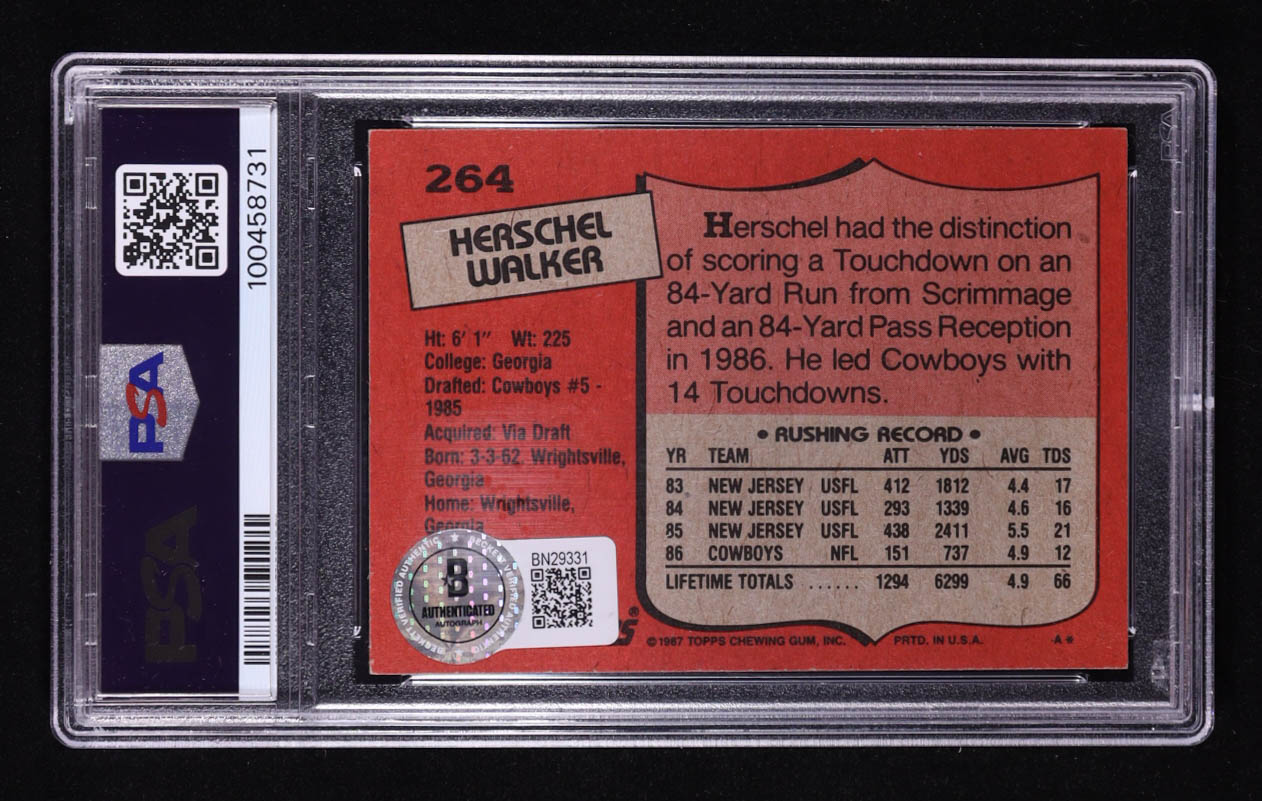 100458731
PSA
PSA
264
HERSCHEL
WALKER
Ht: 6' 1" Wt: 225
College: Georgia
Drafted: Cowboys #5 -
1985
Acquired: Via Draft
Born: 3-3-62, Wrightsville,
Georgia
Home: Wrightsville,
Georgia
Herschel had the distinction
of scoring a Touchdown on an
84-Yard Run from Scrimmage
and an 84-Yard Pass Reception
in 1986. He led Cowboys with
14 Touchdowns.
• RUSHING RECORD •
YR TEAM ATT YDS AVG TDS
83 NEW JERSEY USFL 412 1812 4.4 17
84 NEW JERSEY USFL 293 1339 4.6 16
85 NEW JERSEY USFL 438 2411 5.5 21
86 COWBOYS NFL 151 737 4.9 12
LIFETIME TOTALS ...... 1294 6299 4.9 66
©1987 TOPPS CHEWING GUM, INC. PRTD. IN U.S.A. A*
BN29331
B
AUTHENTICATED
AUTOGRAPH
VERIFIED AUTHENTIC ★